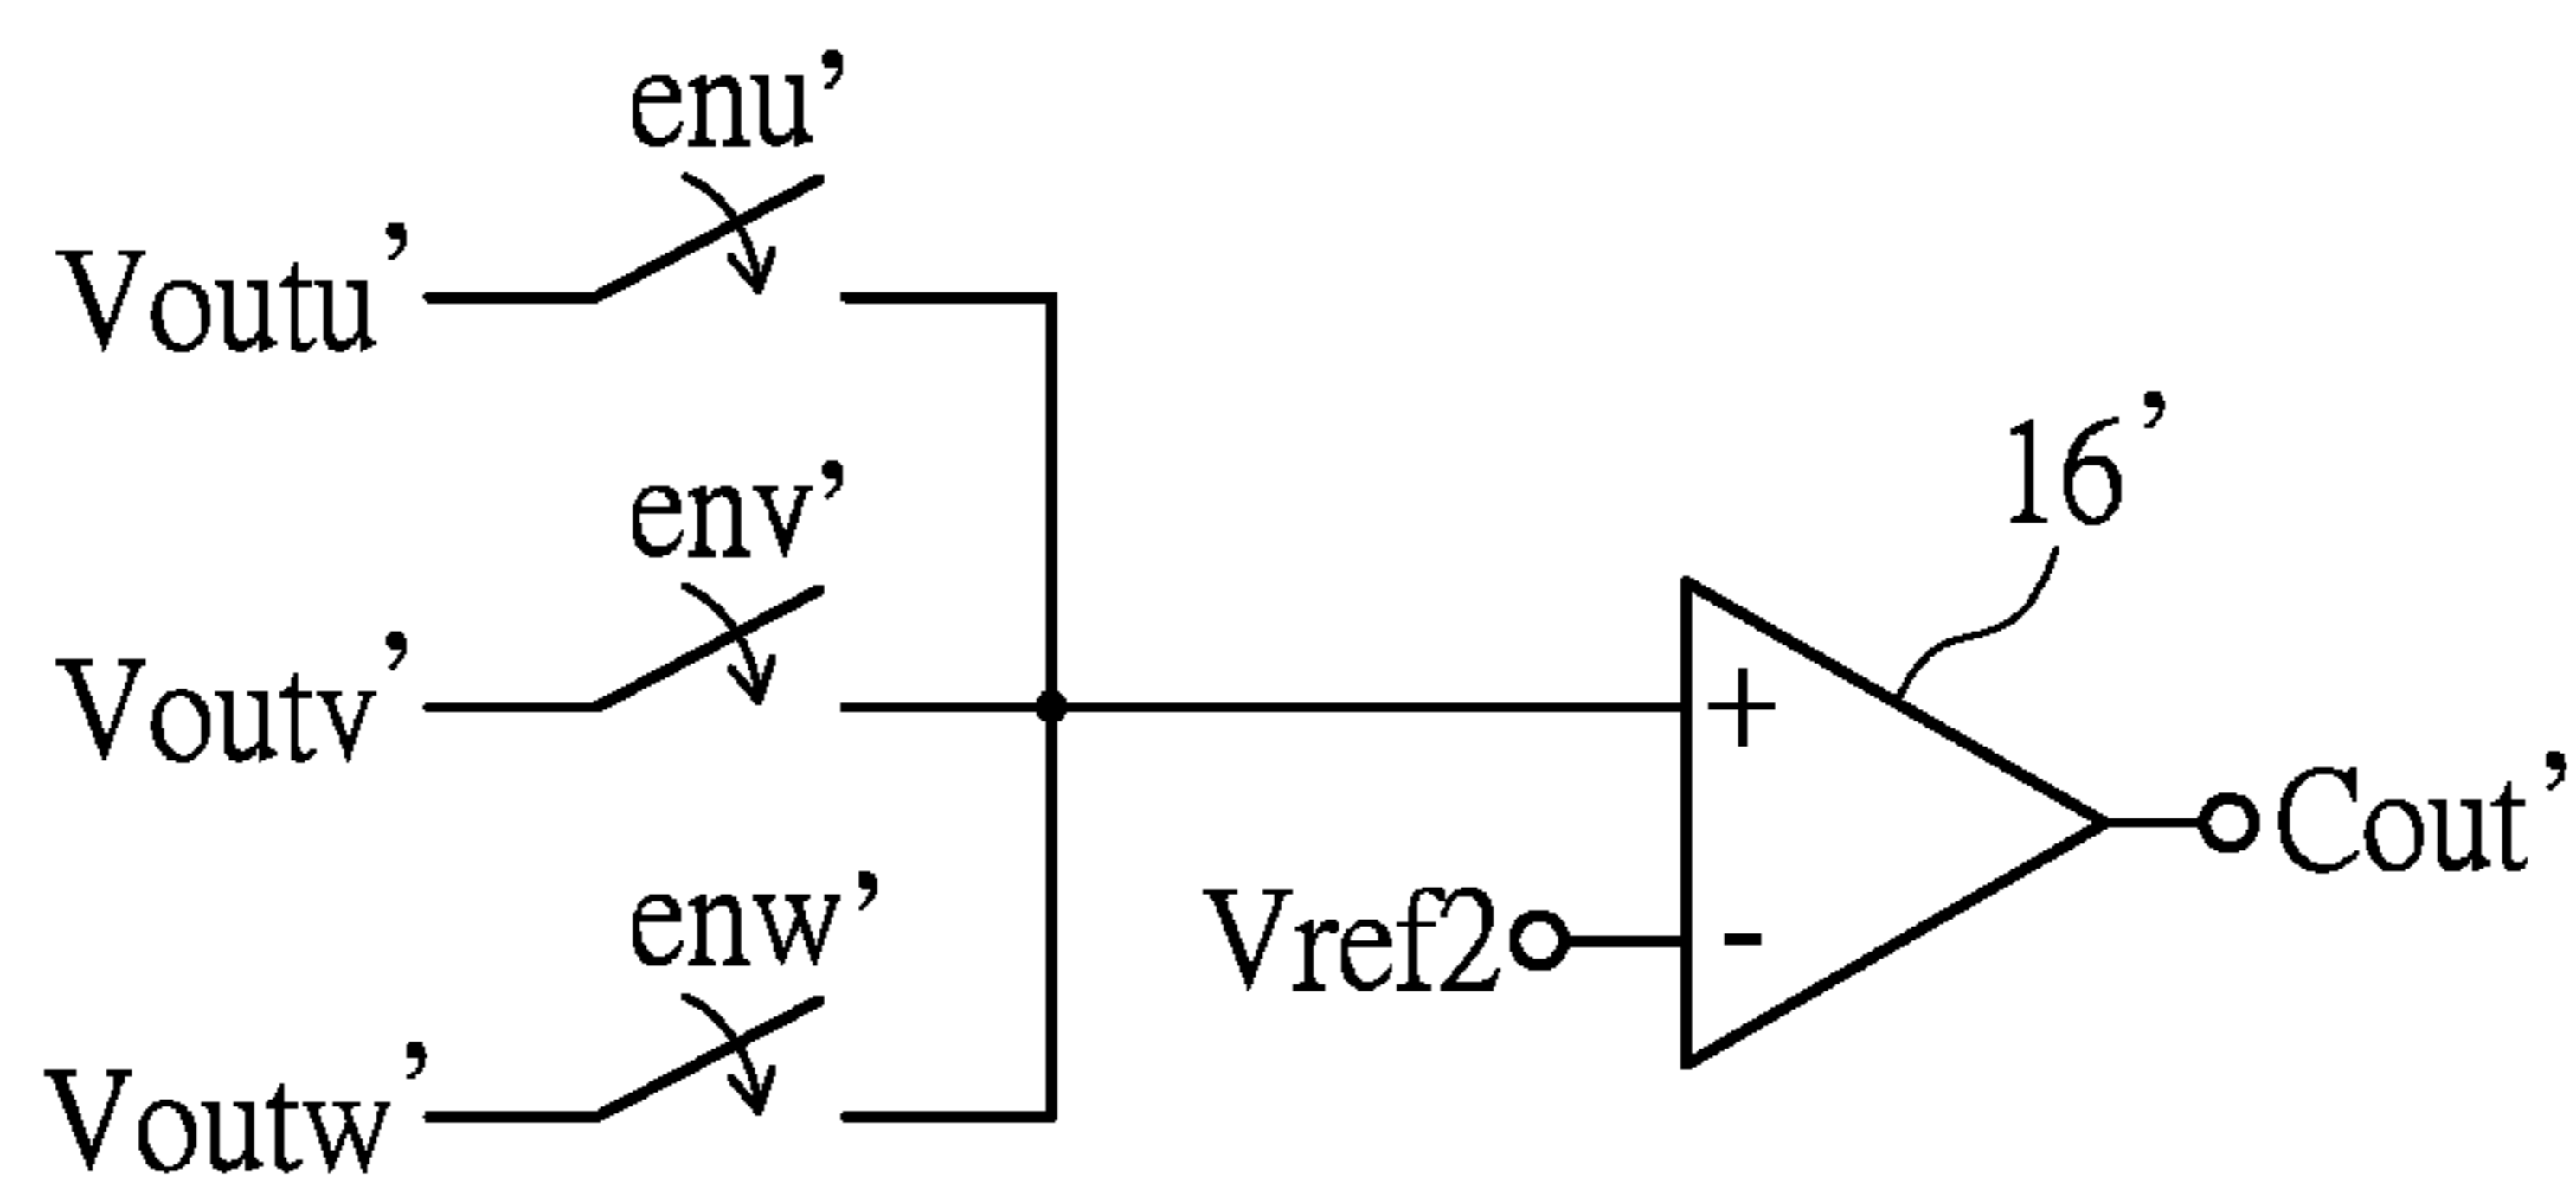 enu’
Voutu’
env’
Voutv’
enw’
Voutw’
16’
+
-
Vref2
Cout’